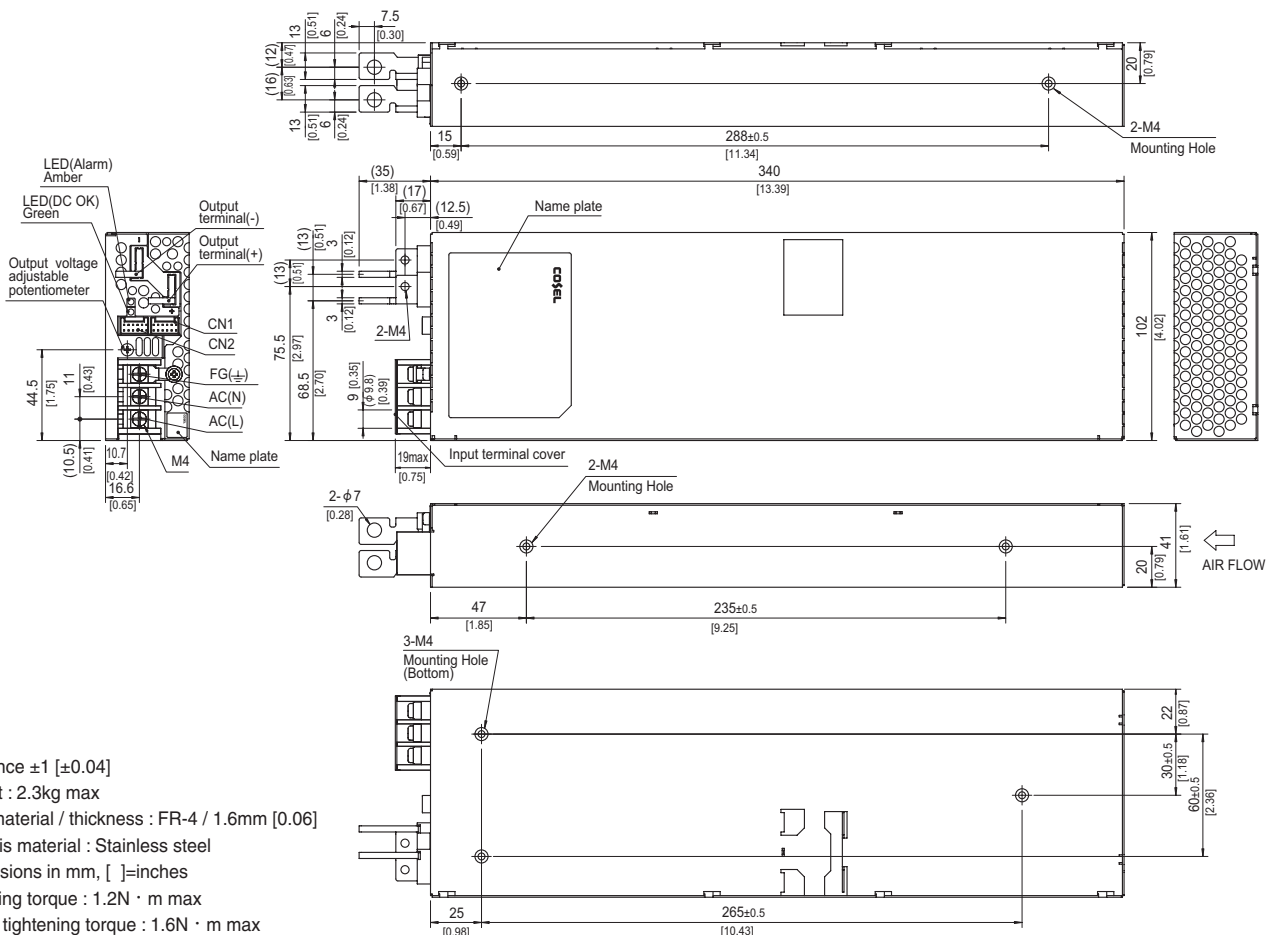 13
[0.51]
6
[0.24]
7.5
[0.30]
(12)
[0.47]
(16)
[0.63]
13
[0.51]
6
[0.24]
20
[0.79]
15
[0.59]
288±0.5
[11.34]
2-M4
Mounting Hole
LED(Alarm)
Amber
LED(DC OK)
Green
Output
terminal(-)
Output
terminal(+)
Output voltage
adjustable
potentiometer
CN1
CN2
FG(⏚)
AC(N)
AC(L)
M4
Name plate
44.5
[1.75]
11
[0.43]
(10.5)
[0.41]
10.7
[0.42]
16.6
[0.65]
- +
(35)
[1.38]
(17)
[0.67]
(12.5)
[0.49]
340
[13.39]
Name plate
COSEL
(13)
[0.51]
3
[0.12]
(13)
[0.51]
3
[0.12]
2-M4
75.5
[2.97]
68.5
[2.70]
9 [0.35]
(φ9.8)
[0.39]
19max
[0.75]
Input terminal cover
102
[4.02]
2-M4
Mounting Hole
2-φ7
[0.28]
41
[1.61]
20
[0.79]
AIR FLOW
47
[1.85]
235±0.5
[9.25]
3-M4
Mounting Hole
(Bottom)
22
[0.87]
30±0.5
[1.18]
60±0.5
[2.36]
25
[0.98]
265±0.5
[10.43]
nce ±1 [±0.04]
t : 2.3kg max
naterial / thickness : FR-4 / 1.6mm [0.06]
is material : Stainless steel
sions in mm, [ ]=inches
ing torque : 1.2N・m max
tightening torque : 1.6N・m max